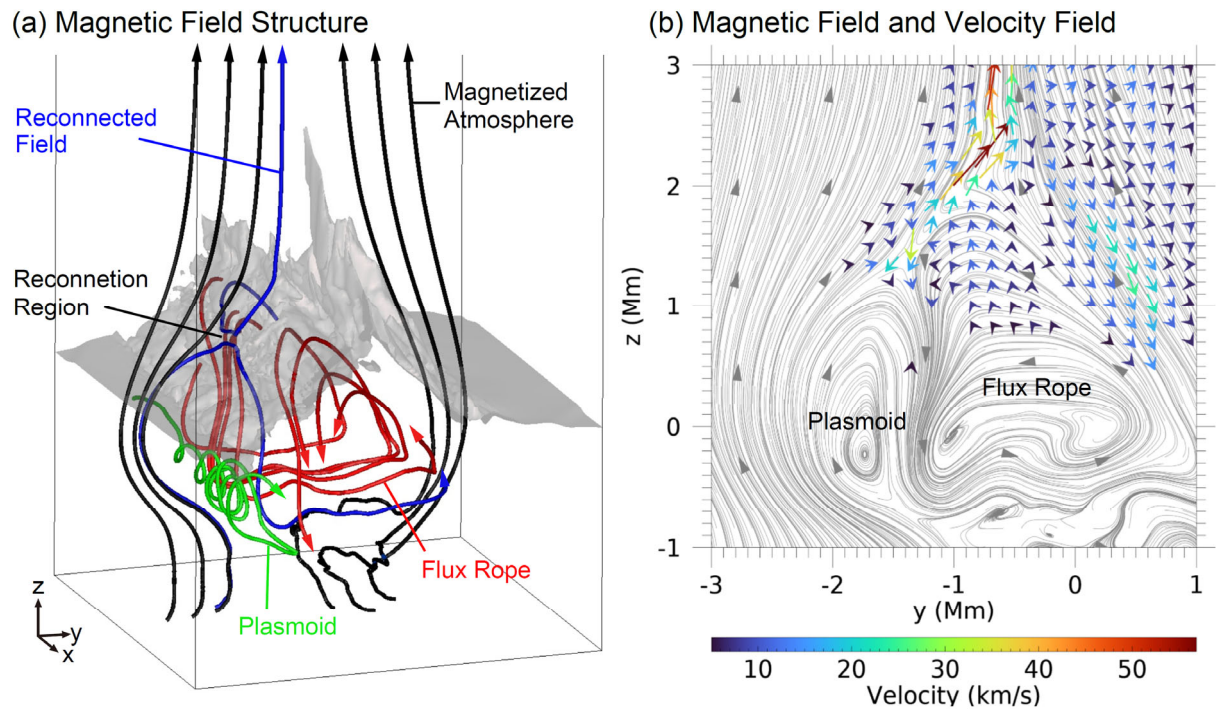 (a) Magnetic Field Structure
Reconnected
Field
Magnetized
Atmosphere
Reconnetion
Region
Flux Rope
Plasmoid
z
y
x
(b) Magnetic Field and Velocity Field
3
2
1
0
-1
z (Mm)
Plasmoid
Flux Rope
-3 -2 -1 0 1
y (Mm)
10 20 30 40 50
Velocity (km/s)